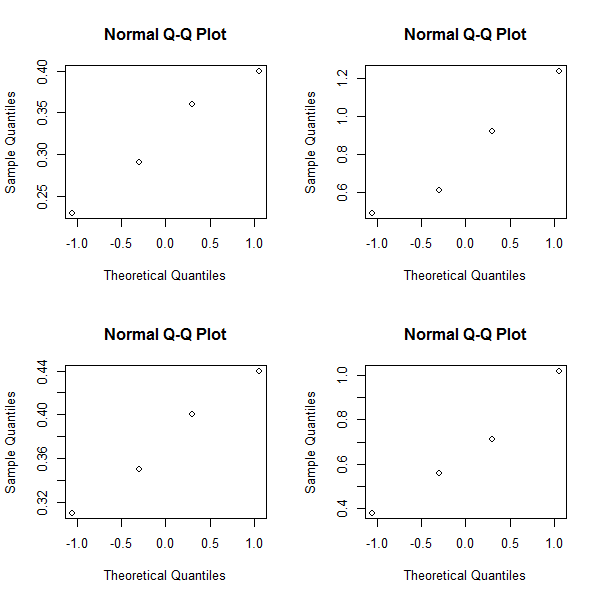 Normal Q-Q Plot
Sample Quantiles
0.25 0.30 0.35 0.40
-1.0 -0.5 0.0 0.5 1.0
Theoretical Quantiles
Normal Q-Q Plot
Sample Quantiles
0.6 0.8 1.0 1.2
-1.0 -0.5 0.0 0.5 1.0
Theoretical Quantiles
Normal Q-Q Plot
Sample Quantiles
0.32 0.36 0.40 0.44
-1.0 -0.5 0.0 0.5 1.0
Theoretical Quantiles
Normal Q-Q Plot
Sample Quantiles
0.4 0.6 0.8 1.0
-1.0 -0.5 0.0 0.5 1.0
Theoretical Quantiles